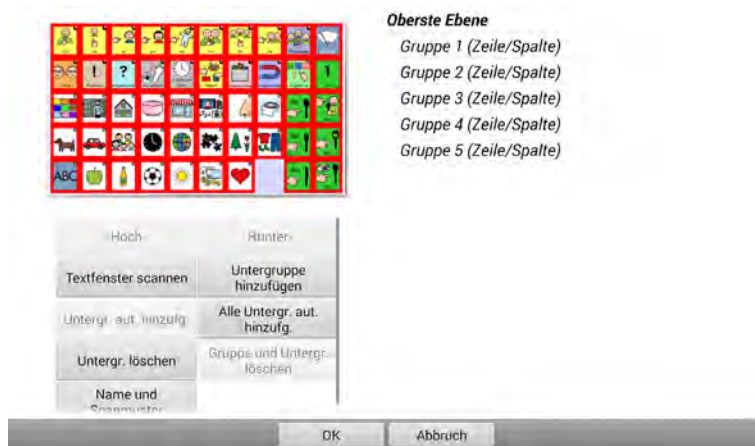 Oberste Ebene
Gruppe 1 (Zeile/Spalte)
Gruppe 2 (Zeile/Spalte)
Gruppe 3 (Zeile/Spalte)
Gruppe 4 (Zeile/Spalte)
Gruppe 5 (Zeile/Spalte)
!
?
!
ABC
-Hoch-
-Runter-
Textfenster scannen
Untergruppe
hinzufügen
Untergr. aut. hinzufg.
Alle Untergr. aut.
hinzufg.
Untergr. löschen
Gruppe und Untergr.
löschen
Name und
Scanmuster
OK
Abbruch